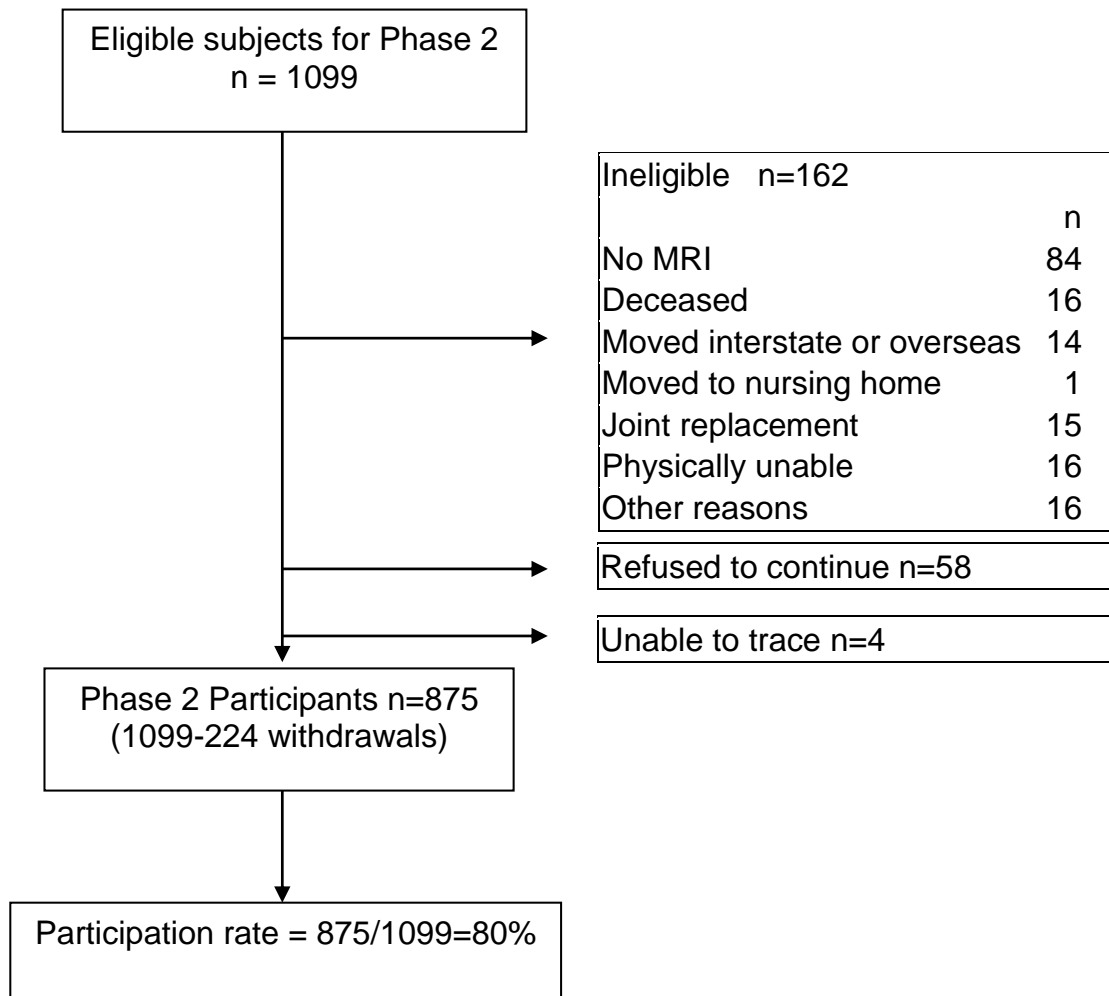 Eligible subjects for Phase 2
n = 1099
Ineligible n=162
n
No MRI 84
Deceased 16
Moved interstate or overseas 14
Moved to nursing home 1
Joint replacement 15
Physically unable 16
Other reasons 16
Refused to continue n=58
Unable to trace n=4
Phase 2 Participants n=875
(1099-224 withdrawals)
Participation rate = 875/1099=80%